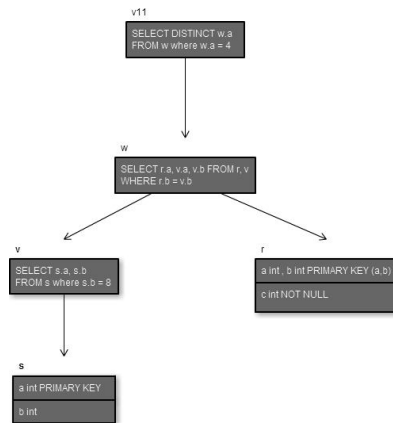 v11
SELECT DISTINCT w.a
FROM w where w.a = 4
w
SELECT r.a, v.a, v.b FROM r, v
WHERE r.b = v.b
v
SELECT s.a, s.b
FROM s where s.b = 8
r
a int , b int PRIMARY KEY (a,b)
c int NOT NULL
s
a int PRIMARY KEY
b int